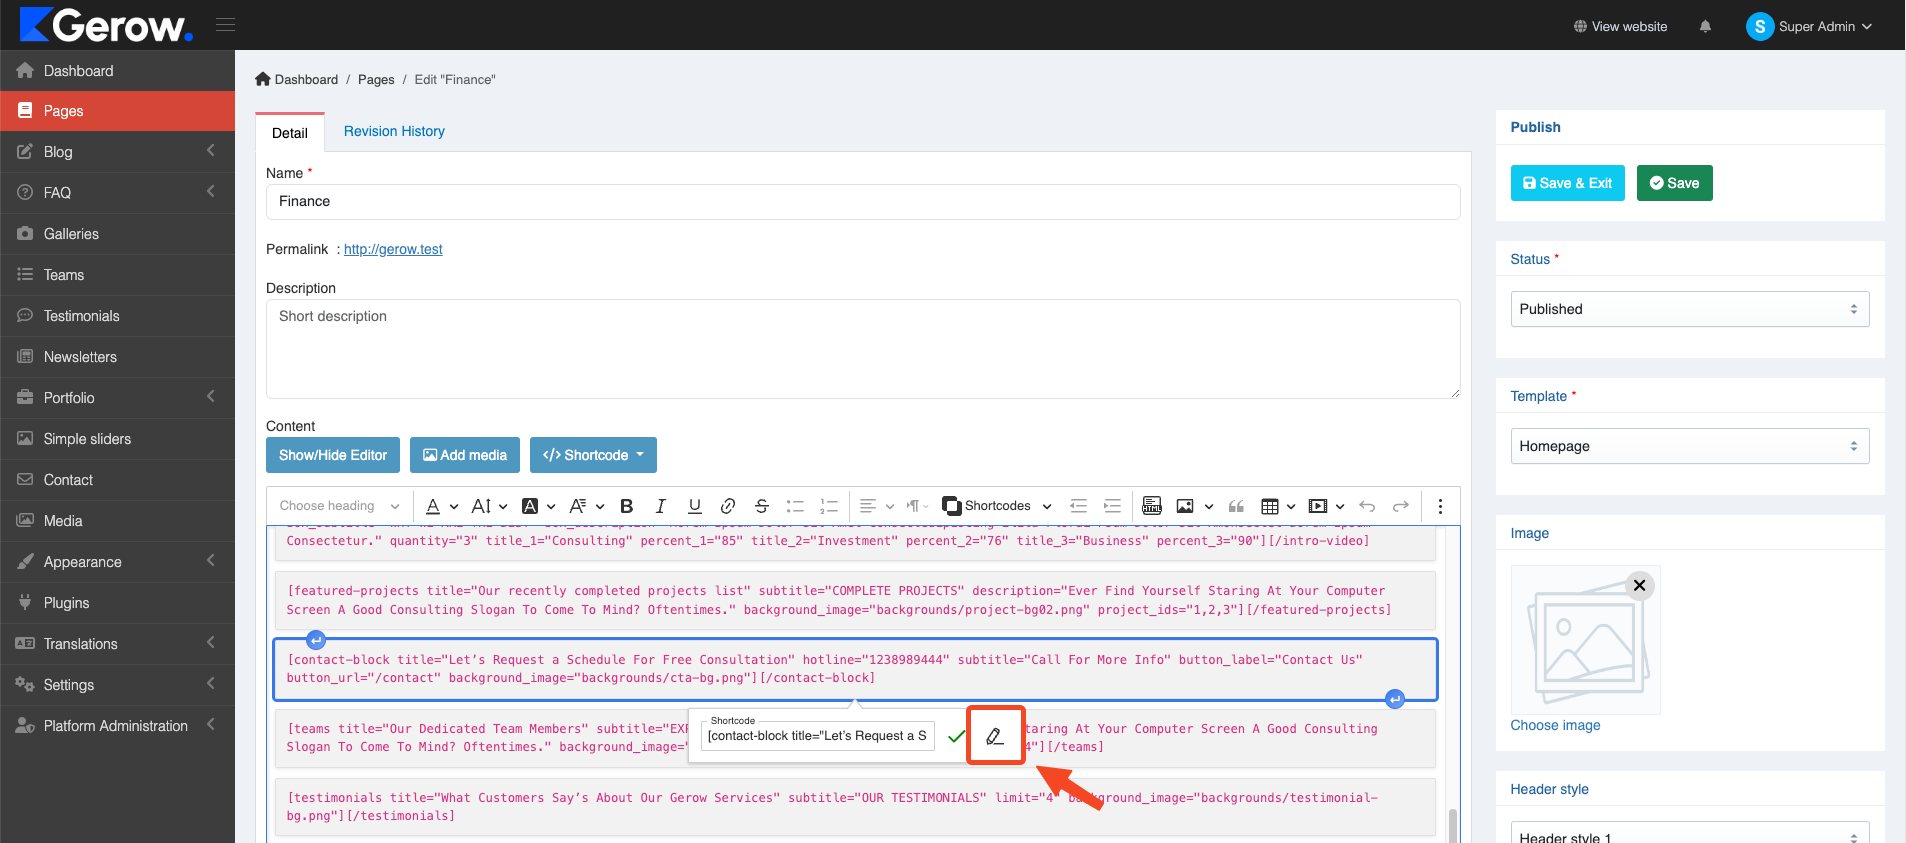 Gerow.
View website
S
Super Admin
Dashboard
Pages
Blog
FAQ
Galleries
Teams
Testimonials
Newsletters
Portfolio
Simple sliders
Contact
Media
Appearance
Plugins
Translations
Settings
Platform Administration
Dashboard / Pages / Edit "Finance"
Detail
Revision History
Name *
Finance
Permalink : http://gerow.test
Description
Short description
Content
Show/Hide Editor
Add media
</> Shortcode
Choose heading
Shortcodes
HTML
Consectetur." quantity="3" title_1="Consulting" percent_1="85" title_2="Investment" percent_2="76" title_3="Business" percent_3="90"][/intro-video]
[featured-projects title="Our recently completed projects list" subtitle="COMPLETE PROJECTS" description="Ever Find Yourself Staring At Your Computer
Screen A Good Consulting Slogan To Come To Mind? Oftentimes." background_image="backgrounds/project-bg02.png" project_ids="1,2,3"][/featured-projects]
[contact-block title="Let’s Request a Schedule For Free Consultation" hotline="1238989444" subtitle="Call For More Info" button_label="Contact Us"
button_url="/contact" background_image="backgrounds/cta-bg.png"][/contact-block]
[teams title="Our Dedicated Team Members" subtitle="EXP
taring At Your Computer Screen A Good Consulting
Slogan To Come To Mind? Oftentimes." background_image="
4"][/teams]
Shortcode
[contact-block title="Let’s Request a S
[testimonials title="What Customers Say’s About Our Gerow Services" subtitle="OUR TESTIMONIALS" limit="4" background_image="backgrounds/testimonial-
bg.png"][/testimonials]
Publish
Save & Exit
Save
Status *
Published
Template *
Homepage
Image
Choose image
Header style
Header style 1